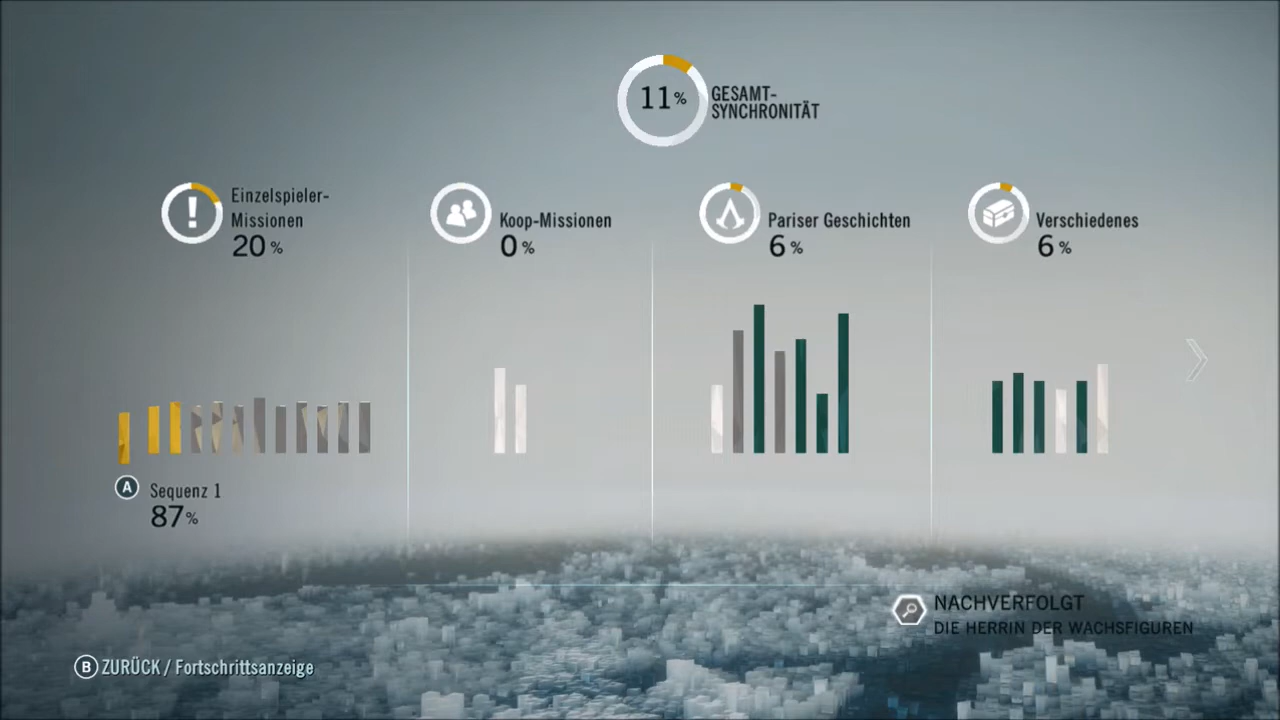 11%
GESAMT-
SYNCHRONITÄT
Einzelspieler-
Missionen
20 %
Koop-Missionen
0 %
Pariser Geschichten
6 %
Verschiedenes
6 %
A Sequenz 1
87%
NACHVERFOLGT
DIE HERRIN DER WACHSFIGUREN
B ZURÜCK / Fortschrittsanzeige